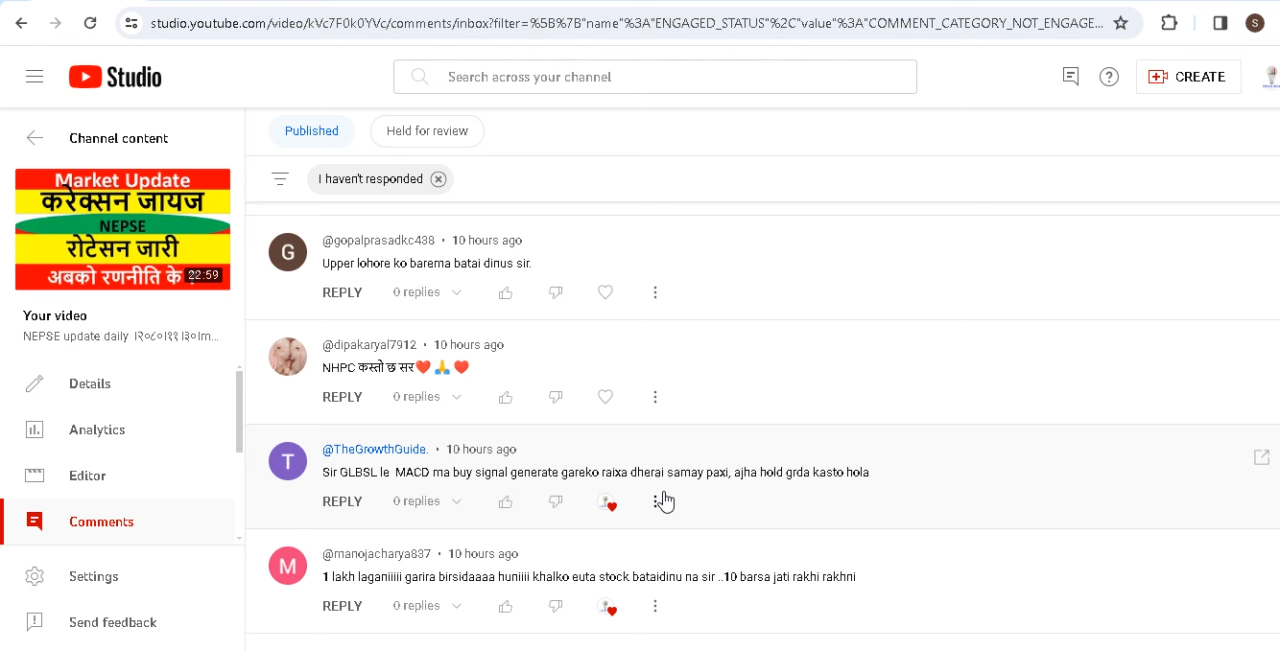 studio.youtube.com/video/kVc7F0k0YVc/comments/inbox?filter=%5B%7B"name"%3A"ENGAGED_STATUS"%2C"value"%3A"COMMENT_CATEGORY_NOT_ENGAGE...
S
Studio
Search across your channel
CREATE
Channel content
Published
Held for review
I haven't responded
Market Update
करेक्सन जायज
NEPSE
रोटेसन जारी
अबको रणनीति के
22:59
Your video
NEPSE update daily ।२०८०।११।३०।m...
Details
Analytics
Editor
Comments
Settings
Send feedback
G
@gopalprasadkc438 • 10 hours ago
Upper lohore ko barema batai dinus sir.
REPLY 0 replies
@dipakaryal7912 • 10 hours ago
NHPC कस्तो छ सर❤️🙏❤️
REPLY 0 replies
T
@TheGrowthGuide. • 10 hours ago
Sir GLBSL le MACD ma buy signal generate gareko raixa dherai samay paxi, ajha hold grda kasto hola
REPLY 0 replies
M
@manojacharya837 • 10 hours ago
1 lakh laganiiiii garira birsidaaaa huniiii khalko euta stock bataidinu na sir ..10 barsa jati rakhi rakhni
REPLY 0 replies